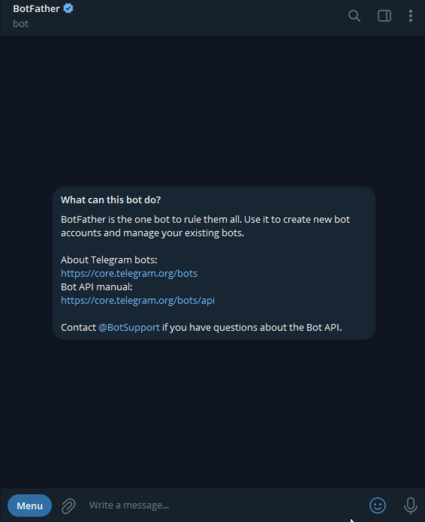 BotFather
bot
What can this bot do?
BotFather is the one bot to rule them all. Use it to create new bot
accounts and manage your existing bots.
About Telegram bots:
https://core.telegram.org/bots
Bot API manual:
https://core.telegram.org/bots/api
Contact @BotSupport if you have questions about the Bot API.
Menu
Write a message...